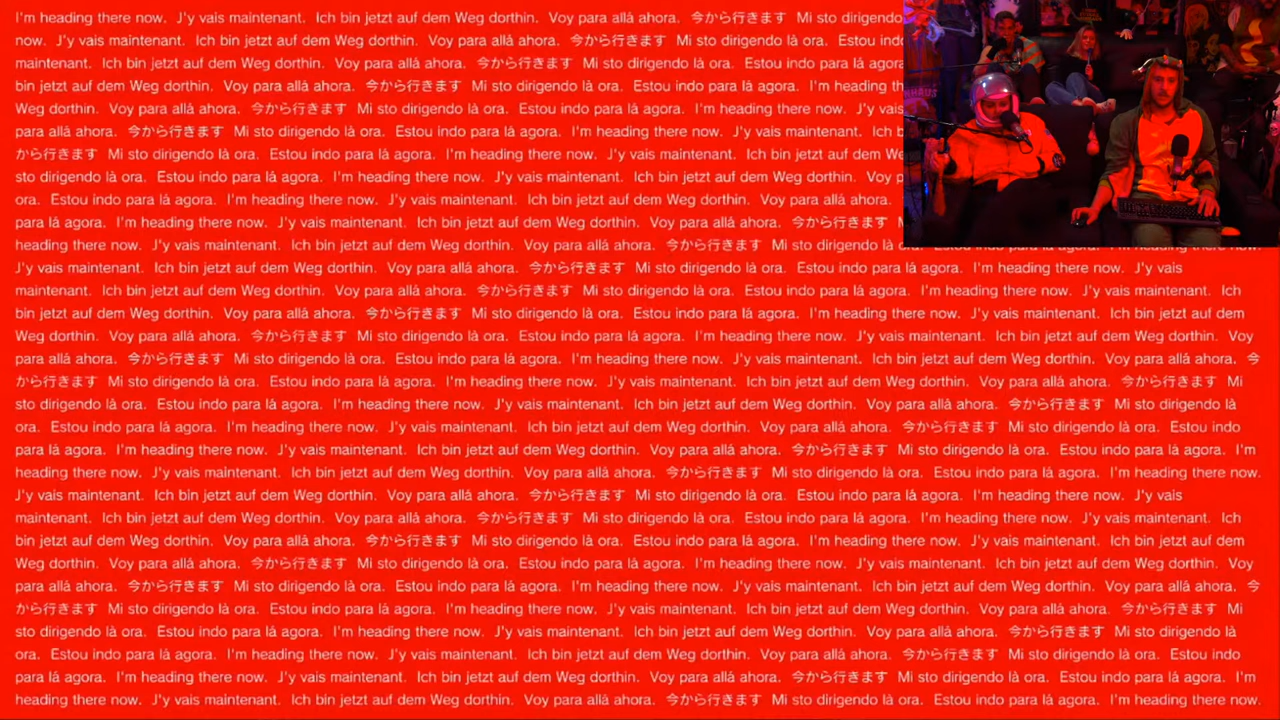 I'm heading there now. J'y vais maintenant. Ich bin jetzt auf dem Weg dorthin. Voy para allá ahora. 今から行きます Mi sto dirigendo
now. J'y vais maintenant. Ich bin jetzt auf dem Weg dorthin. Voy para allá ahora. 今から行きます Mi sto dirigendo là ora. Estou
maintenant. Ich bin jetzt auf dem Weg dorthin. Voy para allá ahora. 今から行きます Mi sto dirigendo là ora. Estou indo para lá
bin jetzt auf dem Weg dorthin. Voy para allá ahora. 今から行きます Mi sto dirigendo là ora. Estou indo para lá agora. I'm heading
Weg dorthin. Voy para allá ahora. 今から行きます Mi sto dirigendo là ora. Estou indo para lá agora. I'm heading there now. J'y vais
para allá ahora. 今から行きます Mi sto dirigendo là ora. Estou indo para lá agora. I'm heading there now. J'y vais maintenant. Ich
から行きます Mi sto dirigendo là ora. Estou indo para lá agora. I'm heading there now. J'y vais maintenant. Ich bin jetzt auf dem
sto dirigendo là ora. Estou indo para lá agora. I'm heading there now. J'y vais maintenant. Ich bin jetzt auf dem Weg dorthin. Voy
ora. Estou indo para lá agora. I'm heading there now. J'y vais maintenant. Ich bin jetzt auf dem Weg dorthin. Voy para allá ahora.
para lá agora. I'm heading there now. J'y vais maintenant. Ich bin jetzt auf dem Weg dorthin. Voy para allá ahora. 今から行きます
heading there now. J'y vais maintenant. Ich bin jetzt auf dem Weg dorthin. Voy para allá ahora. 今から行きます Mi sto dirigendo là ora. Estou indo para lá agora. I'm heading there now.
J'y vais maintenant. Ich bin jetzt auf dem Weg dorthin. Voy para allá ahora. 今から行きます Mi sto dirigendo là ora. Estou indo para lá agora. I'm heading there now. J'y vais
maintenant. Ich bin jetzt auf dem Weg dorthin. Voy para allá ahora. 今から行きます Mi sto dirigendo là ora. Estou indo para lá agora. I'm heading there now. J'y vais maintenant. Ich
bin jetzt auf dem Weg dorthin. Voy para allá ahora. 今から行きます Mi sto dirigendo là ora. Estou indo para lá agora. I'm heading there now. J'y vais maintenant. Ich bin jetzt auf dem
Weg dorthin. Voy para allá ahora. 今から行きます Mi sto dirigendo là ora. Estou indo para lá agora. I'm heading there now. J'y vais maintenant. Ich bin jetzt auf dem Weg dorthin. Voy
para allá ahora. 今から行きます Mi sto dirigendo là ora. Estou indo para lá agora. I'm heading there now. J'y vais maintenant. Ich bin jetzt auf dem Weg dorthin. Voy para allá ahora. 今
から行きます Mi sto dirigendo là ora. Estou indo para lá agora. I'm heading there now. J'y vais maintenant. Ich bin jetzt auf dem Weg dorthin. Voy para allá ahora. 今から行きます Mi
sto dirigendo là ora. Estou indo para lá agora. I'm heading there now. J'y vais maintenant. Ich bin jetzt auf dem Weg dorthin. Voy para allá ahora. 今から行きます Mi sto dirigendo là
ora. Estou indo para lá agora. I'm heading there now. J'y vais maintenant. Ich bin jetzt auf dem Weg dorthin. Voy para allá ahora. 今から行きます Mi sto dirigendo là ora. Estou indo
para lá agora. I'm heading there now. J'y vais maintenant. Ich bin jetzt auf dem Weg dorthin. Voy para allá ahora. 今から行きます Mi sto dirigendo là ora. Estou indo para lá agora. I'm
heading there now. J'y vais maintenant. Ich bin jetzt auf dem Weg dorthin. Voy para allá ahora. 今から行きます Mi sto dirigendo là ora. Estou indo para lá agora. I'm heading there now.
J'y vais maintenant. Ich bin jetzt auf dem Weg dorthin. Voy para allá ahora. 今から行きます Mi sto dirigendo là ora. Estou indo para lá agora. I'm heading there now. J'y vais
maintenant. Ich bin jetzt auf dem Weg dorthin. Voy para allá ahora. 今から行きます Mi sto dirigendo là ora. Estou indo para lá agora. I'm heading there now. J'y vais maintenant. Ich
bin jetzt auf dem Weg dorthin. Voy para allá ahora. 今から行きます Mi sto dirigendo là ora. Estou indo para lá agora. I'm heading there now. J'y vais maintenant. Ich bin jetzt auf dem
Weg dorthin. Voy para allá ahora. 今から行きます Mi sto dirigendo là ora. Estou indo para lá agora. I'm heading there now. J'y vais maintenant. Ich bin jetzt auf dem Weg dorthin. Voy
para allá ahora. 今から行きます Mi sto dirigendo là ora. Estou indo para lá agora. I'm heading there now. J'y vais maintenant. Ich bin jetzt auf dem Weg dorthin. Voy para allá ahora. 今
から行きます Mi sto dirigendo là ora. Estou indo para lá agora. I'm heading there now. J'y vais maintenant. Ich bin jetzt auf dem Weg dorthin. Voy para allá ahora. 今から行きます Mi
sto dirigendo là ora. Estou indo para lá agora. I'm heading there now. J'y vais maintenant. Ich bin jetzt auf dem Weg dorthin. Voy para allá ahora. 今から行きます Mi sto dirigendo là
ora. Estou indo para lá agora. I'm heading there now. J'y vais maintenant. Ich bin jetzt auf dem Weg dorthin. Voy para allá ahora. 今から行きます Mi sto dirigendo là ora. Estou indo
para lá agora. I'm heading there now. J'y vais maintenant. Ich bin jetzt auf dem Weg dorthin. Voy para allá ahora. 今から行きます Mi sto dirigendo là ora. Estou indo para lá agora. I'm
heading there now. J'y vais maintenant. Ich bin jetzt auf dem Weg dorthin. Voy para allá ahora. 今から行きます Mi sto dirigendo là ora. Estou indo para lá agora. I'm heading there now.